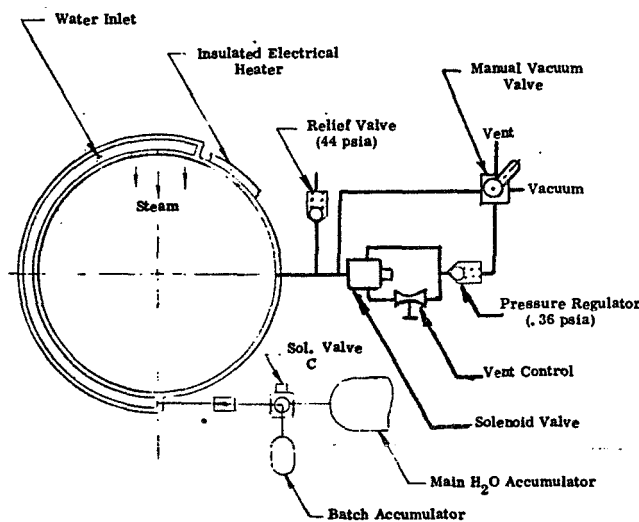 Water Inlet
Insulated Electrical
Heater
Manual Vacuum
Valve
Relief Valve
(44 psia)
Vent
Vacuum
Steam
Pressure Regulator
(.36 psia)
Sol. Valve
C
Vent Control
Solenoid Valve
Main H₂O Accumulator
Batch Accumulator